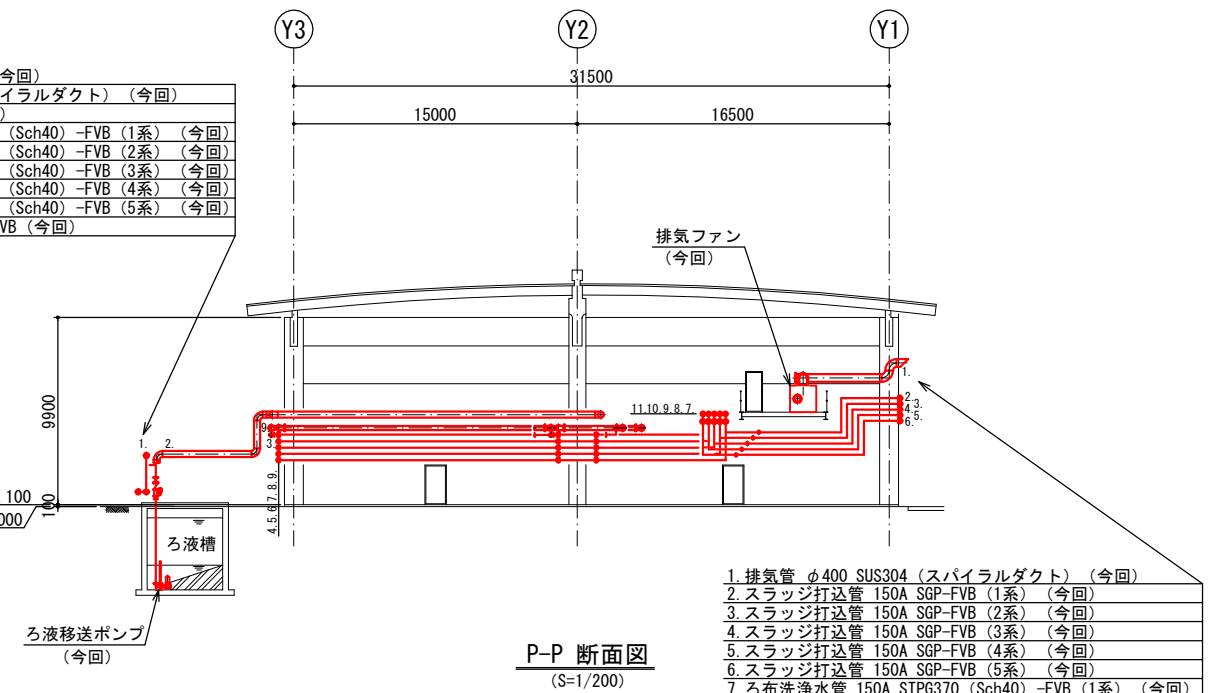 Y3
Y2
Y1
31500
15000
16500
今回)
イラルダクト) (今回)
)
(Sch40) -FVB (1系) (今回)
(Sch40) -FVB (2系) (今回)
(Sch40) -FVB (3系) (今回)
(Sch40) -FVB (4系) (今回)
(Sch40) -FVB (5系) (今回)
VB (今回)
排気ファン
(今回)
9900
100
100
000
1.
2.
9.
3.
4.5.6.7.8.9.
11.10.9.8.7.
1.
2.
3.
4.
5.
6.
ろ液槽
ろ液移送ポンプ
(今回)
P-P 断面図
(S=1/200)
1.排気管 φ400 SUS304 (スパイラルダクト) (今回)
2.スラッジ打込管 150A SGP-FVB (1系) (今回)
3.スラッジ打込管 150A SGP-FVB (2系) (今回)
4.スラッジ打込管 150A SGP-FVB (3系) (今回)
5.スラッジ打込管 150A SGP-FVB (4系) (今回)
6.スラッジ打込管 150A SGP-FVB (5系) (今回)
7.ろ布洗浄水管 150A STPG370 (Sch40) -FVB (1系) (今回)